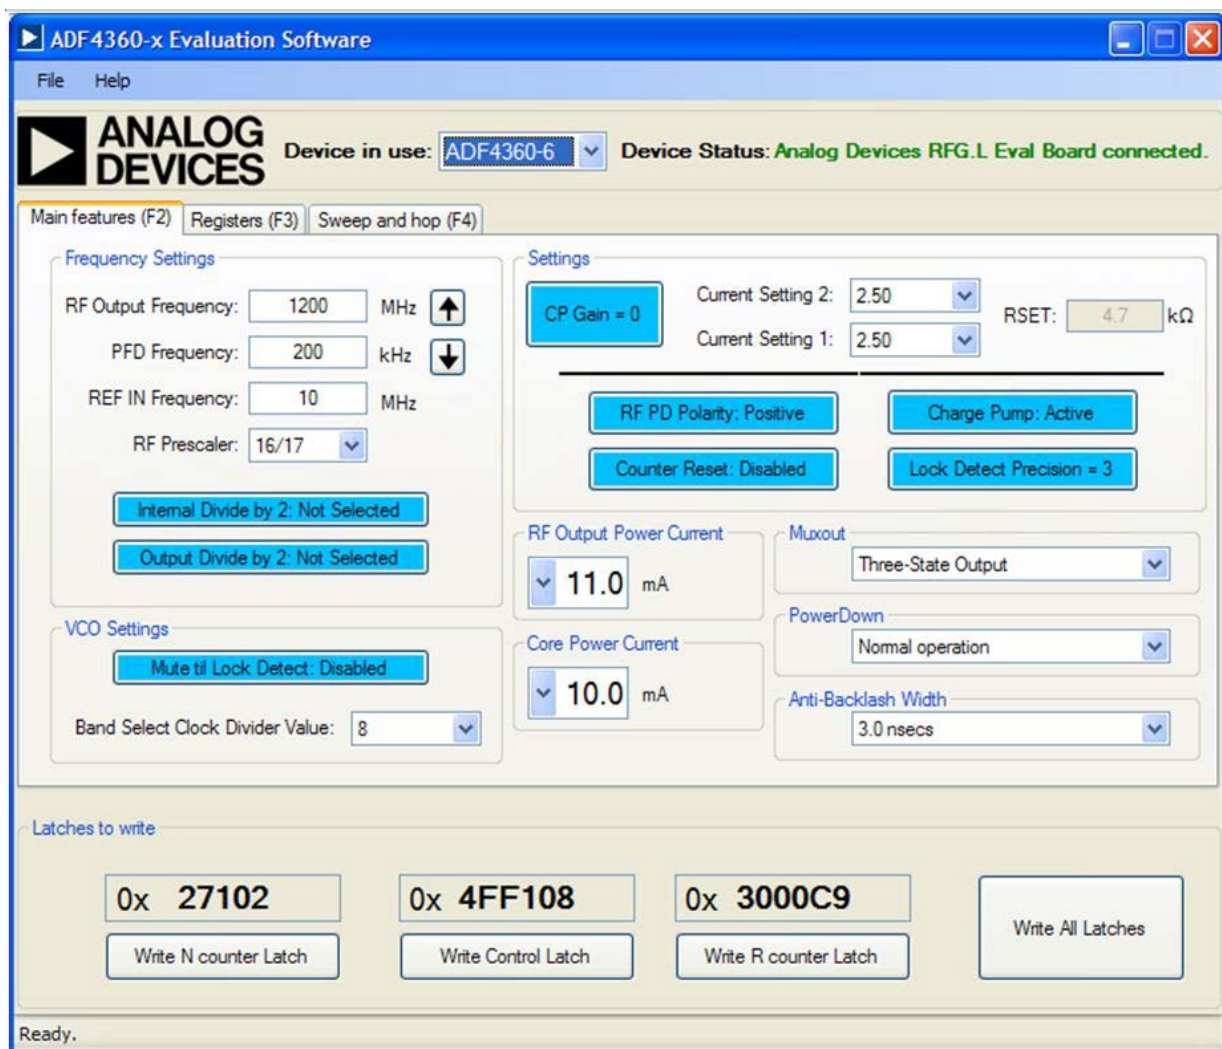 ADF4360-x Evaluation Software
File Help
ANALOG
DEVICES
Device in use: ADF4360-6 Device Status: Analog Devices RFG.L Eval Board connected.
Main features (F2) Registers (F3) Sweep and hop (F4)
Frequency Settings
RF Output Frequency: 1200 MHz
PFD Frequency: 200 kHz
REF IN Frequency: 10 MHz
RF Prescaler: 16/17
Internal Divide by 2: Not Selected
Output Divide by 2: Not Selected
VCO Settings
Mute til Lock Detect: Disabled
Band Select Clock Divider Value: 8
Settings
CP Gain = 0
Current Setting 2: 2.50
Current Setting 1: 2.50
RSET: 4.7 kΩ
RF PD Polarity: Positive Charge Pump: Active
Counter Reset: Disabled Lock Detect Precision = 3
RF Output Power Current
11.0 mA
Core Power Current
10.0 mA
Muxout
Three-State Output
PowerDown
Normal operation
Anti-Backlash Width
3.0 nsecs
Latches to write
0x 27102 0x 4FF108 0x 3000C9
Write N counter Latch Write Control Latch Write R counter Latch Write All Latches
Ready.